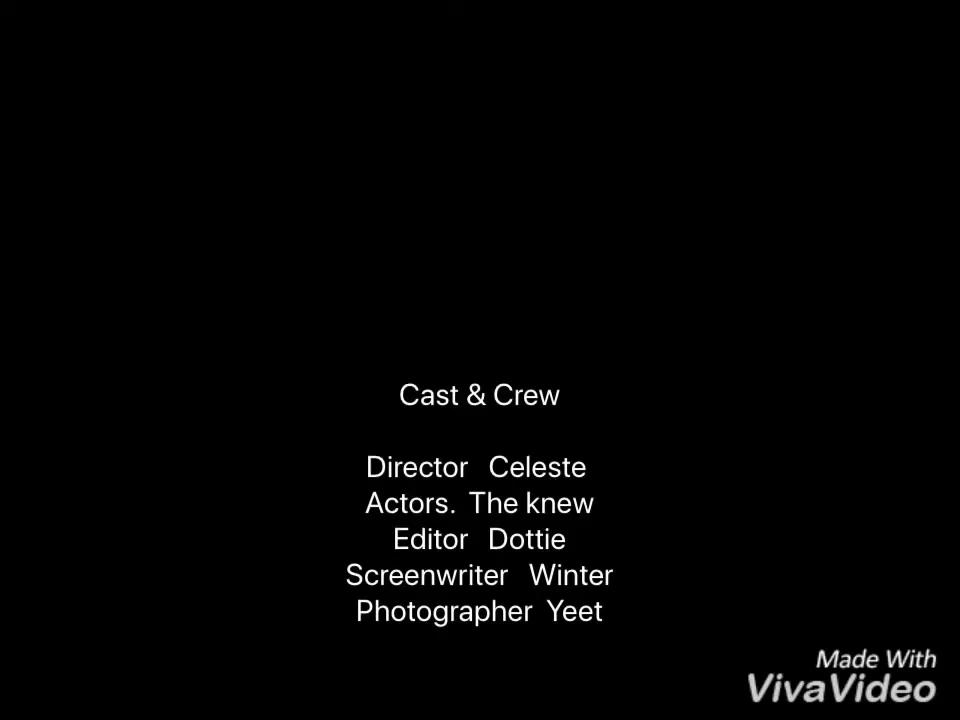 Cast & Crew
Director Celeste
Actors. The knew
Editor Dottie
Screenwriter Winter
Photographer Yeet
Made With
VivaVideo